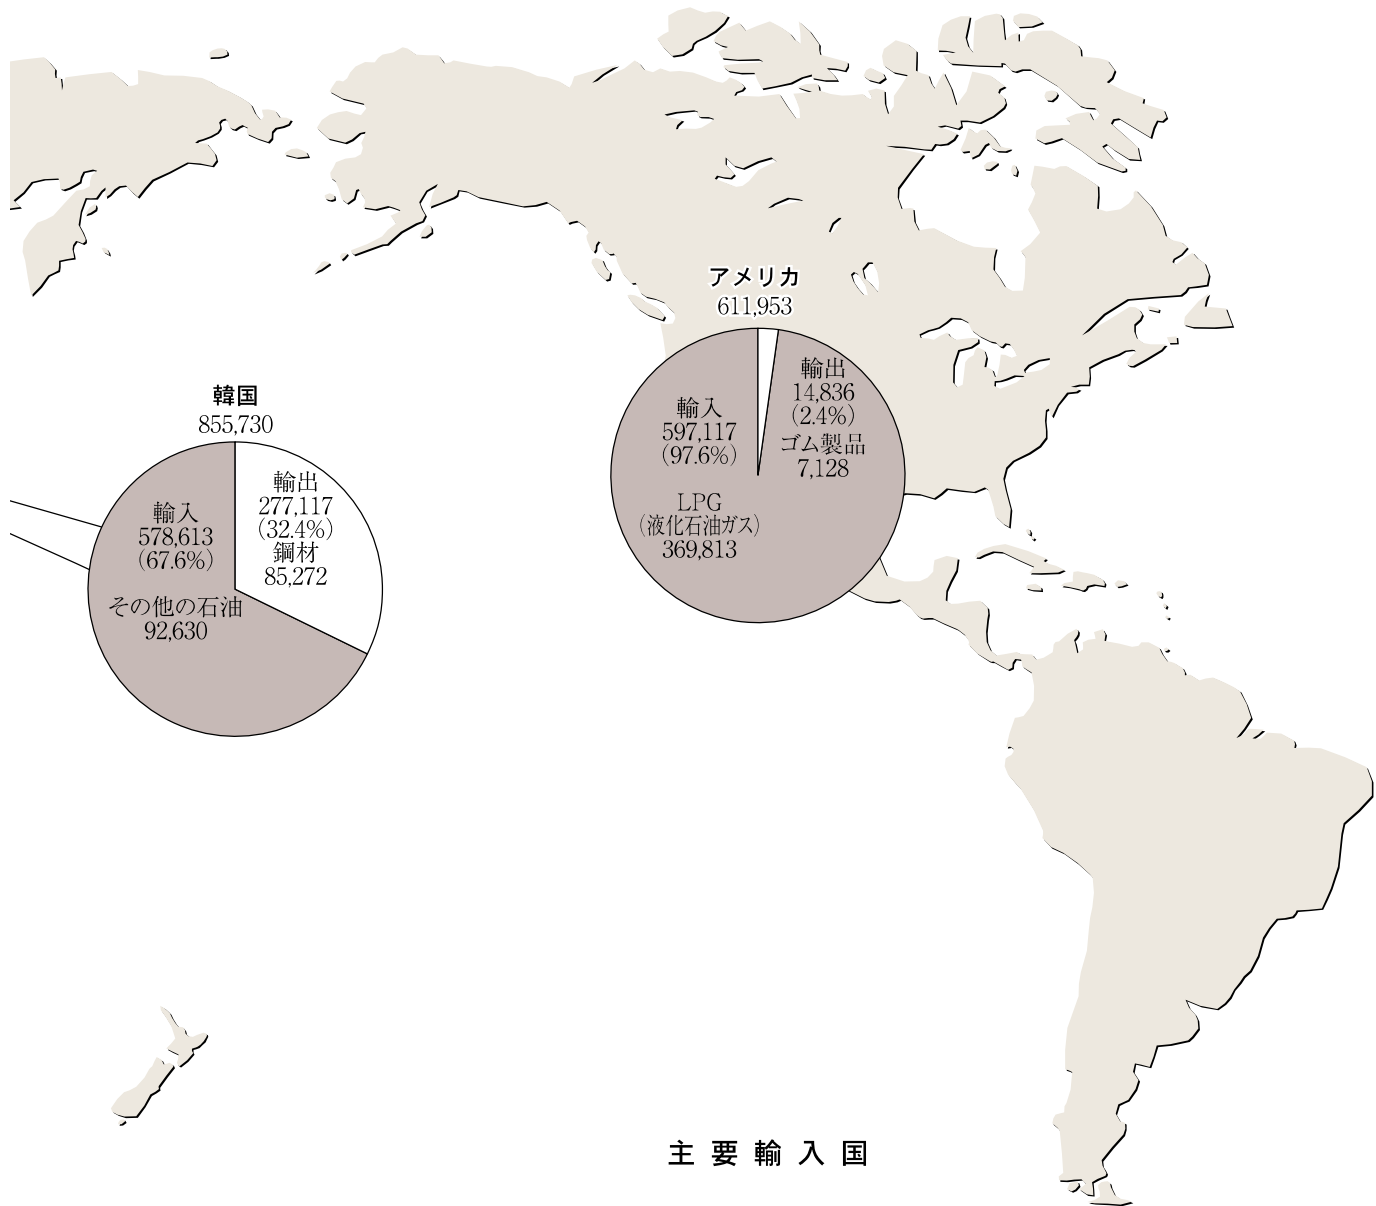 アメリカ
611,953
輸出
14,836
(2.4%)
ゴム製品
7,128
輸入
597,117
(97.6%)
LPG
(液化石油ガス)
369,813
韓国
855,730
輸出
277,117
(32.4%)
鋼材
85,272
輸入
578,613
(67.6%)
その他の石油
92,630
主要輸入国